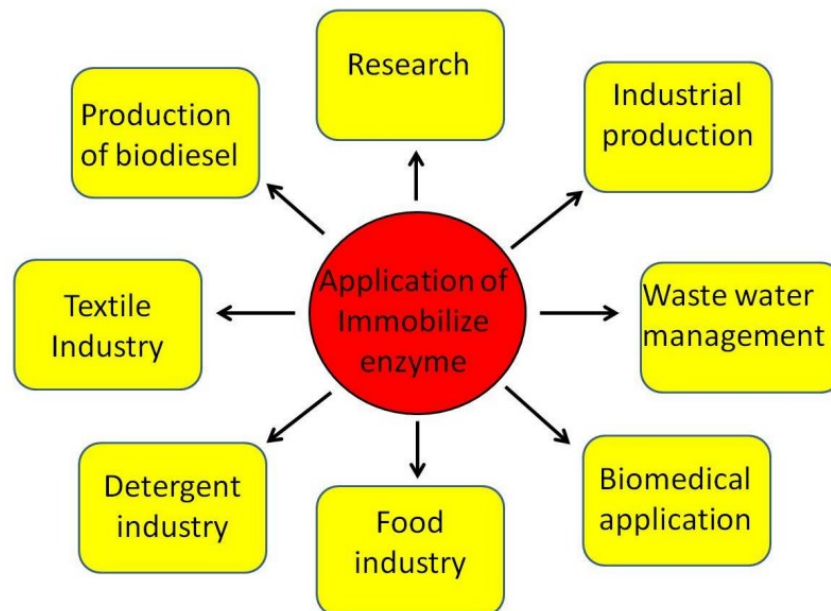 Research
Industrial
production
Production
of biodiesel
Application of
Immobilize
enzyme
Textile
Industry
Waste water
management
Detergent
industry
Food
industry
Biomedical
application